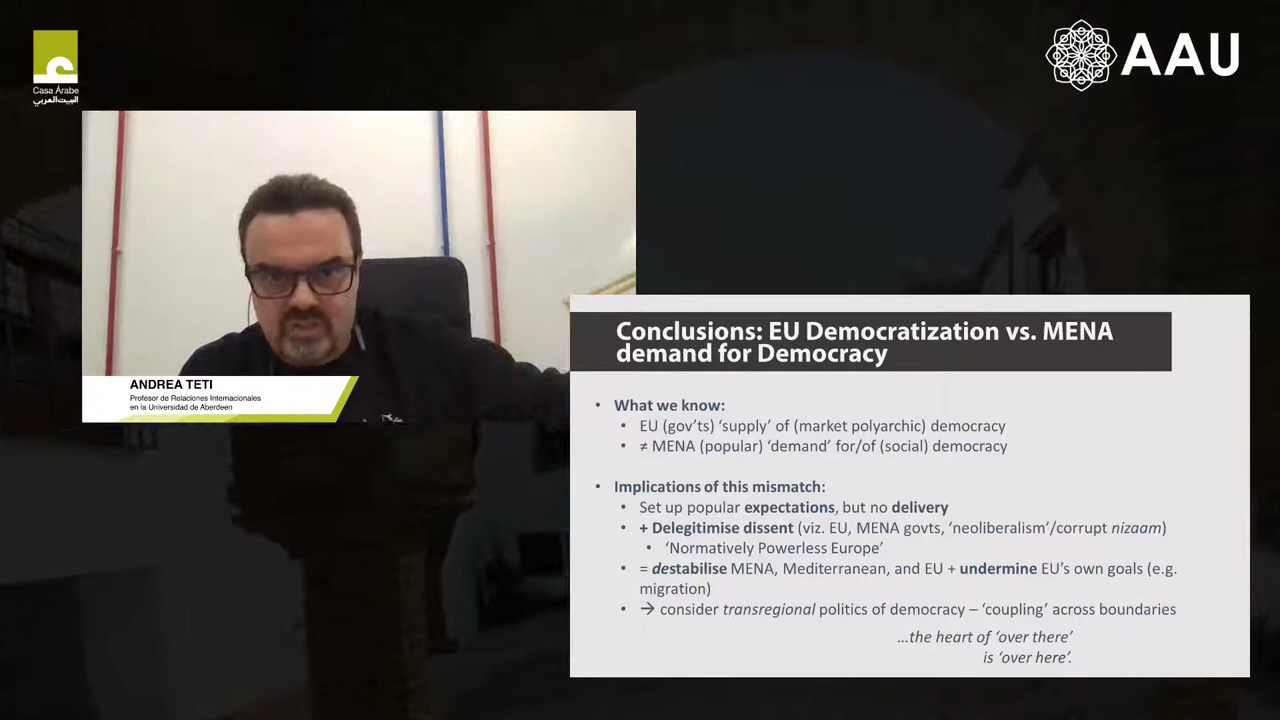 Casa Árabe
البيت العربي
AAU
ANDREA TETI
Profesor de Relaciones Internacionales
en la Universidad de Aberdeen
Conclusions: EU Democratization vs. MENA
demand for Democracy
• What we know:
• EU (gov'ts) 'supply' of (market polyarchic) democracy
• ≠ MENA (popular) 'demand' for/of (social) democracy
• Implications of this mismatch:
• Set up popular expectations, but no delivery
• + Delegitimise dissent (viz. EU, MENA govts, 'neoliberalism'/corrupt nizaam)
• 'Normatively Powerless Europe'
• = destabilise MENA, Mediterranean, and EU + undermine EU's own goals (e.g.
migration)
• → consider transregional politics of democracy – 'coupling' across boundaries
...the heart of 'over there'
is 'over here'.